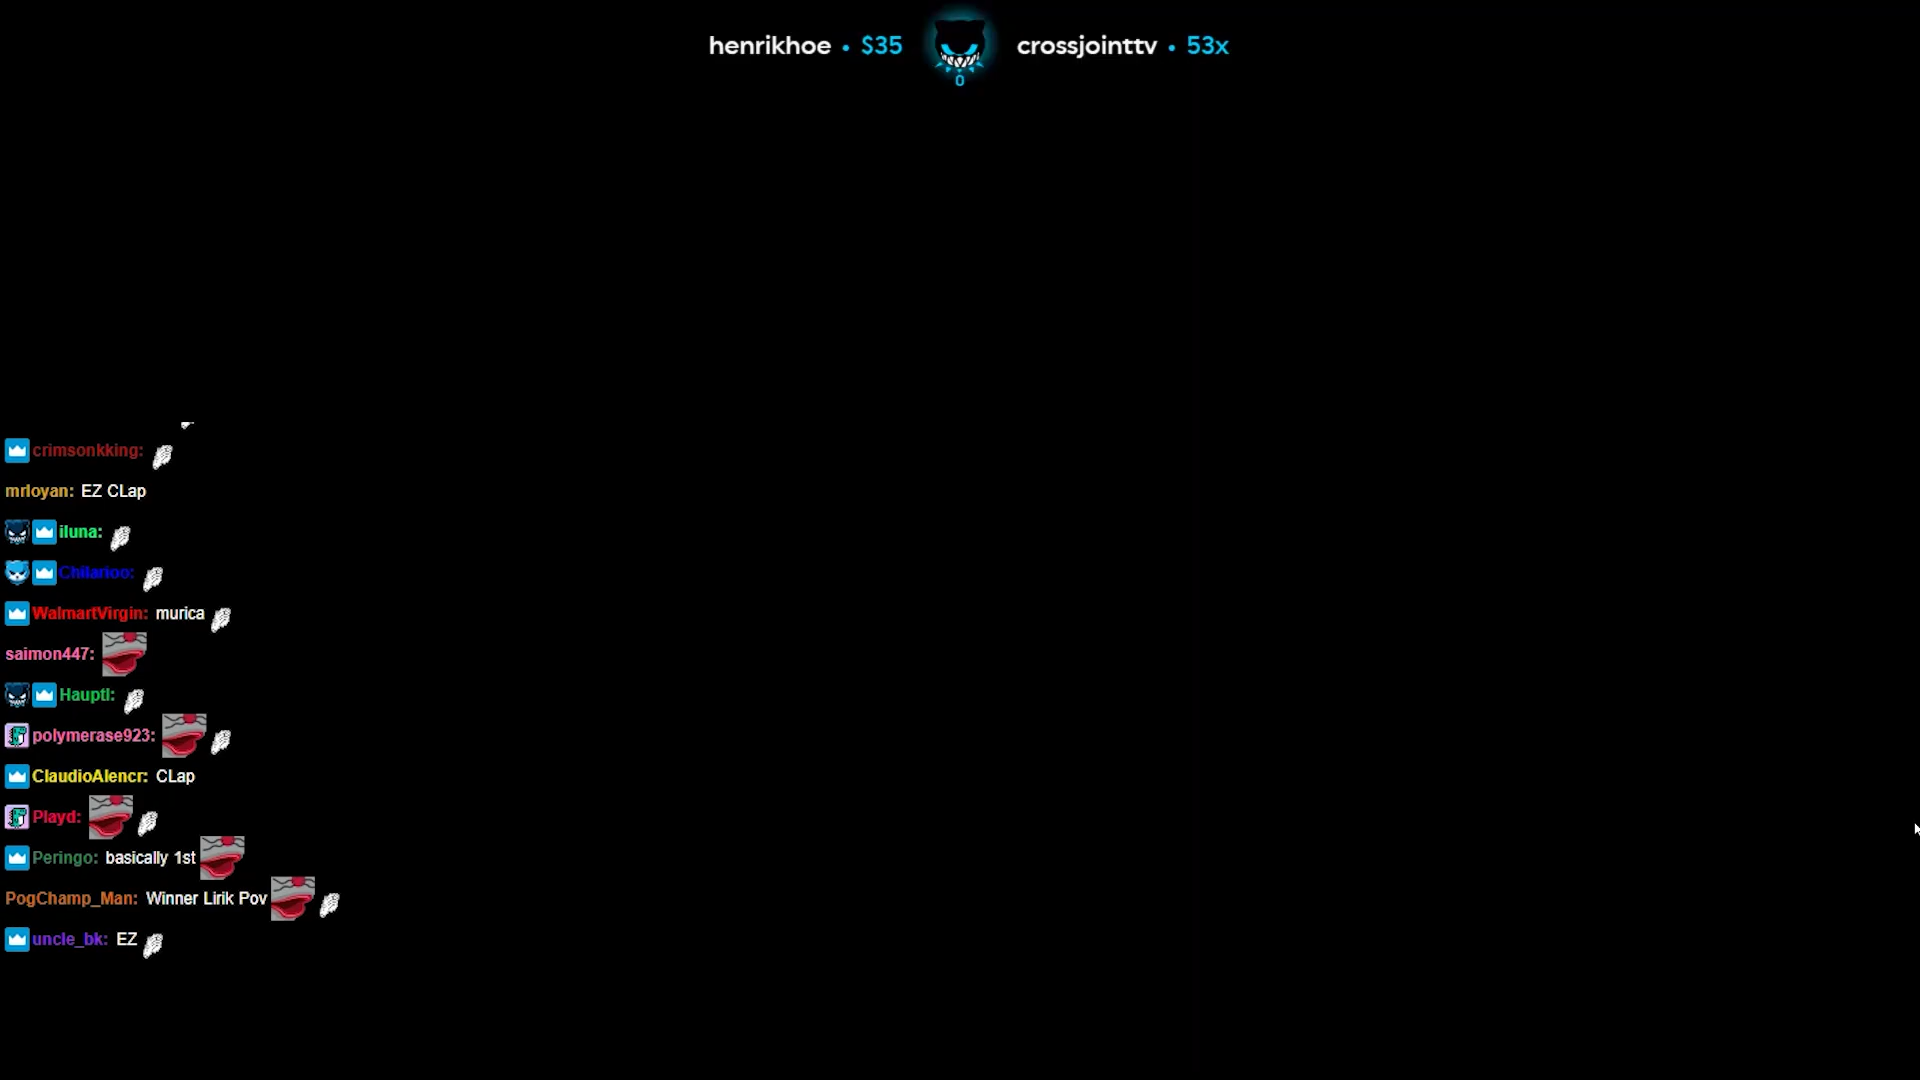 henrikhoe • $35
0
crossjointtv • 53x
crimsonkking:
mrloyan: EZ CLap
iluna:
Chilarioo:
WalmartVirgin: murica
saimon447:
Hauptl:
polymerase923:
ClaudioAlencr: CLap
Playd:
Peringo: basically 1st
PogChamp_Man: Winner Lirik Pov
uncle_bk: EZ